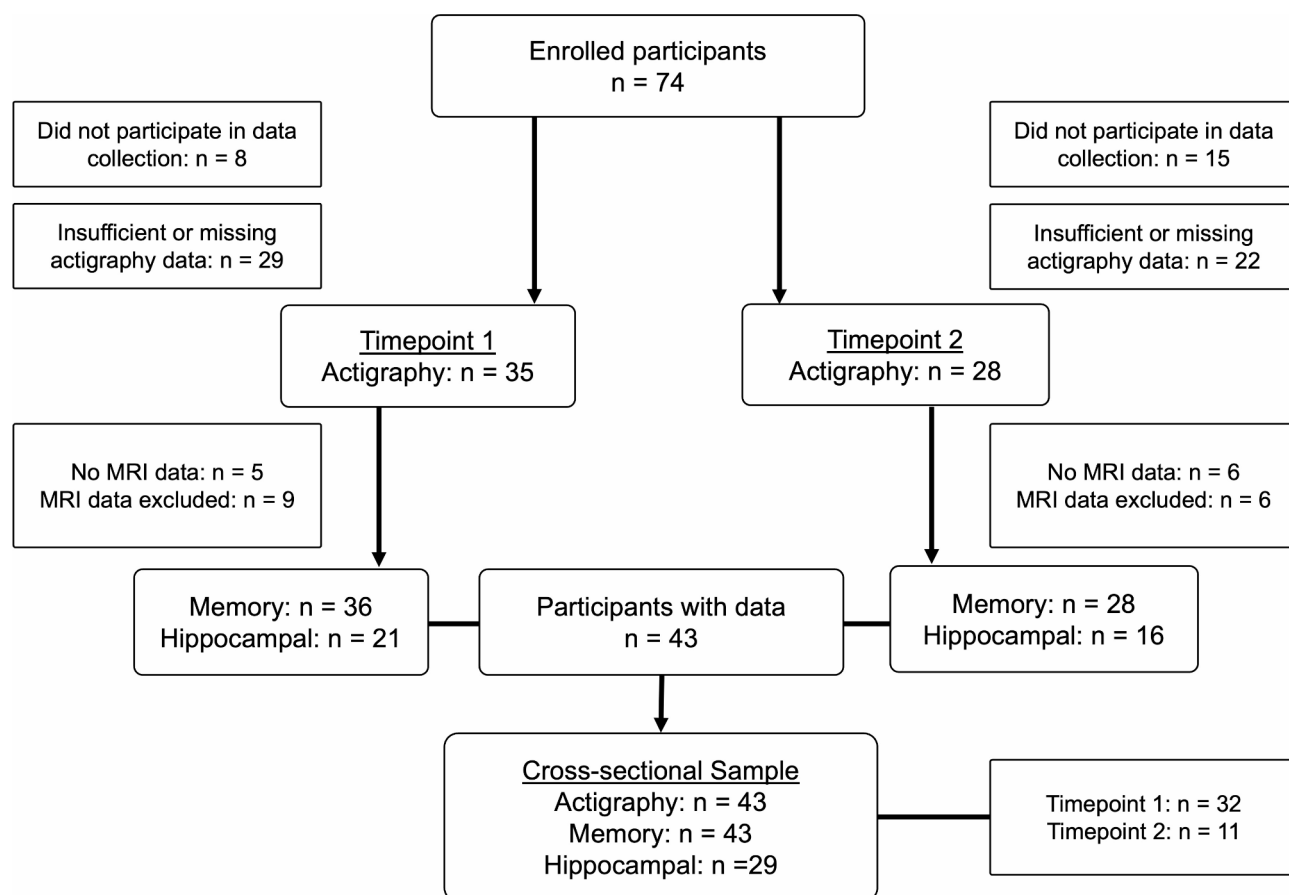 Enrolled participants
n = 74
Did not participate in data
collection: n = 8
Did not participate in data
collection: n = 15
Insufficient or missing
actigraphy data: n = 29
Insufficient or missing
actigraphy data: n = 22
Timepoint 1
Actigraphy: n = 35
Timepoint 2
Actigraphy: n = 28
No MRI data: n = 5
MRI data excluded: n = 9
No MRI data: n = 6
MRI data excluded: n = 6
Memory: n = 36
Hippocampal: n = 21
Participants with data
n = 43
Memory: n = 28
Hippocampal: n = 16
Cross-sectional Sample
Actigraphy: n = 43
Memory: n = 43
Hippocampal: n =29
Timepoint 1: n = 32
Timepoint 2: n = 11